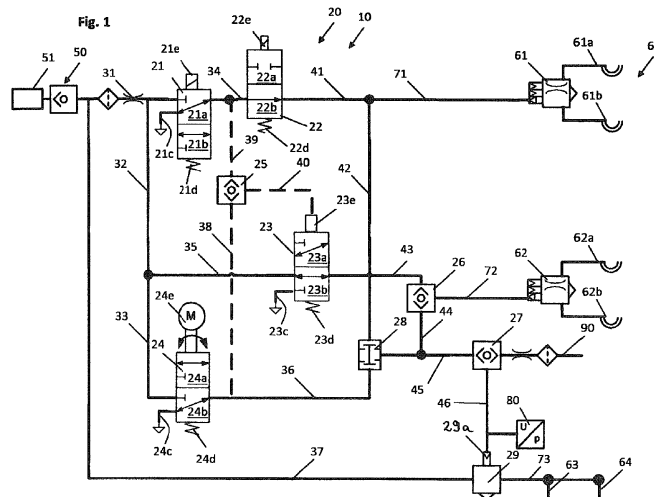 Fig. 1
20
10
21e
22e
6
51
50
31
21
34
22a
41
71
61
61a
21a
22b
22
61b
21c
21b
22d
21d
39
32
25
40
42
23e
38
23
62a
35
23a
43
26
62
24e
M
23b
72
62b
23c
23d
28
44
27
33
24
24a
90
24b
36
45
24c
24d
46
80
U
p
29a
37
29
73
63
64